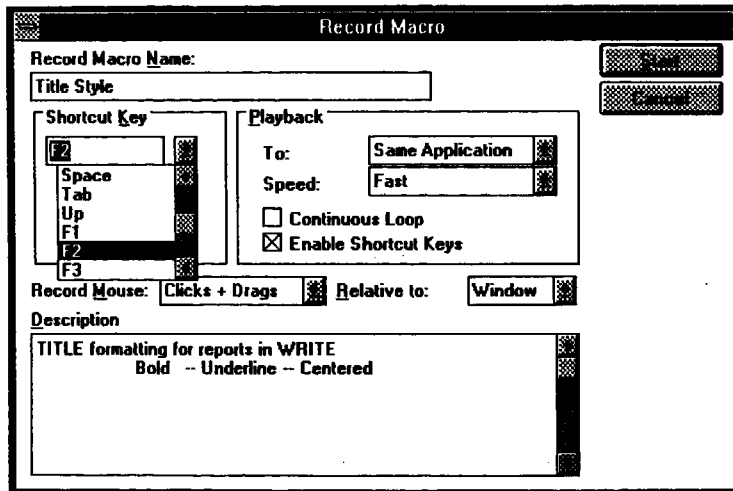 Record Macro
Record Macro Name:
Start
Title Style
Cancel
Shortcut Key
Playback
F2
To:
Same Application
Space
Tab
Speed:
Fast
Up
F1
Continuous Loop
F2
Enable Shortcut Keys
F3
Record Mouse: Clicks + Drags Relative to: Window
Description
TITLE formatting for reports in WRITE
Bold -- Underline -- Centered